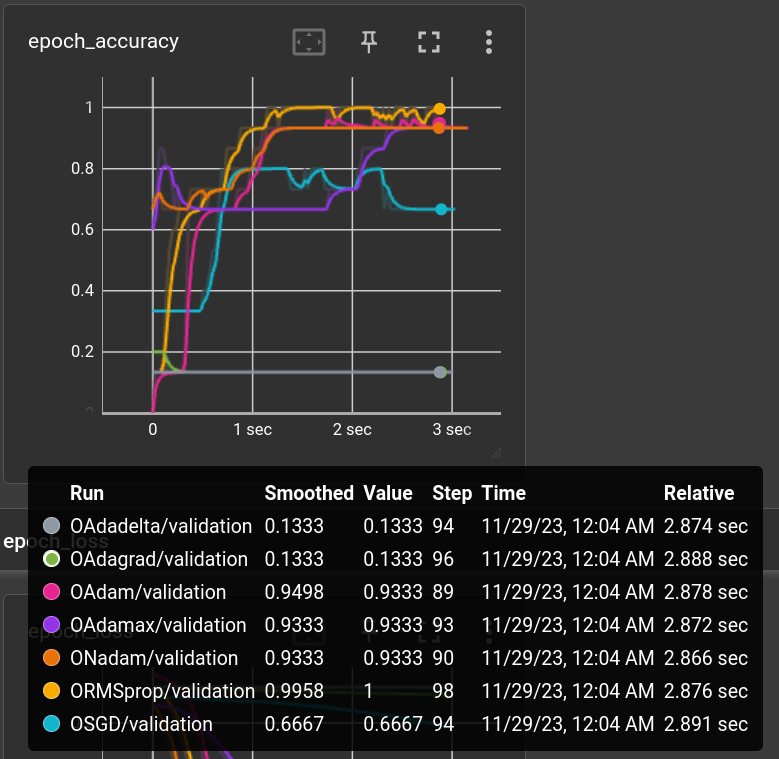 epoch_accuracy
1
0.8
0.6
0.4
0.2
0
0 1 sec 2 sec 3 sec
epoch_loss
Run Smoothed Value Step Time Relative
OAdadelta/validation 0.1333 0.1333 94 11/29/23, 12:04 AM 2.874 sec
OAdagrad/validation 0.1333 0.1333 96 11/29/23, 12:04 AM 2.888 sec
OAdam/validation 0.9498 0.9333 89 11/29/23, 12:04 AM 2.878 sec
OAdamax/validation 0.9333 0.9333 93 11/29/23, 12:04 AM 2.872 sec
epoch_loss
ONadam/validation 0.9333 0.9333 90 11/29/23, 12:04 AM 2.866 sec
ORMSprop/validation 0.9958 1 98 11/29/23, 12:04 AM 2.876 sec
OSGD/validation 0.6667 0.6667 94 11/29/23, 12:04 AM 2.891 sec